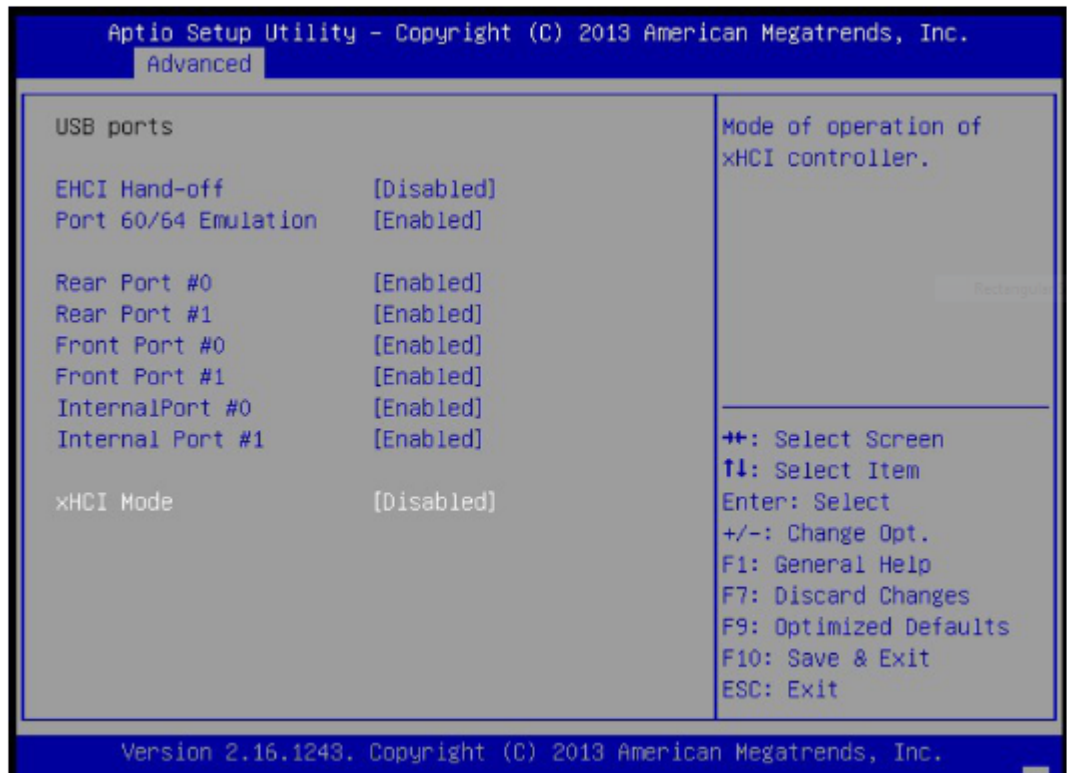 Aptio Setup Utility – Copyright (C) 2013 American Megatrends, Inc.
Advanced
USB ports
EHCI Hand-off [Disabled]
Port 60/64 Emulation [Enabled]
Rear Port #0 [Enabled]
Rear Port #1 [Enabled]
Front Port #0 [Enabled]
Front Port #1 [Enabled]
InternalPort #0 [Enabled]
Internal Port #1 [Enabled]
xHCI Mode [Disabled]
Mode of operation of
xHCI controller.
→←: Select Screen
↑↓: Select Item
Enter: Select
+/-: Change Opt.
F1: General Help
F7: Discard Changes
F9: Optimized Defaults
F10: Save & Exit
ESC: Exit
Version 2.16.1243. Copyright (C) 2013 American Megatrends, Inc.